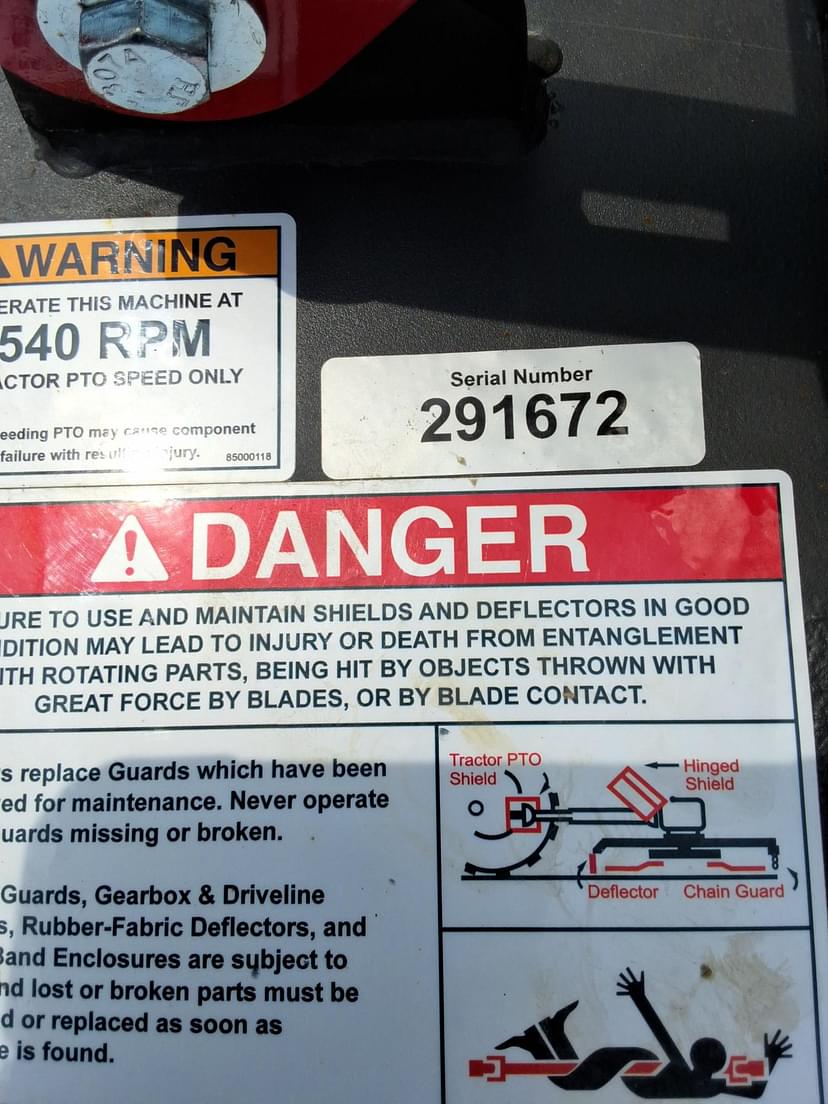 307A
WARNING
ERATE THIS MACHINE AT
540 RPM
ACTOR PTO SPEED ONLY
eeding PTO may cause component
failure with resulting injury.
85000118
Serial Number
291672
DANGER
URE TO USE AND MAINTAIN SHIELDS AND DEFLECTORS IN GOOD
NDITION MAY LEAD TO INJURY OR DEATH FROM ENTANGLEMENT
ITH ROTATING PARTS, BEING HIT BY OBJECTS THROWN WITH
GREAT FORCE BY BLADES, OR BY BLADE CONTACT.
s replace Guards which have been
ed for maintenance. Never operate
uards missing or broken.
Guards, Gearbox & Driveline
s, Rubber-Fabric Deflectors, and
Band Enclosures are subject to
nd lost or broken parts must be
d or replaced as soon as
e is found.
Tractor PTO
Shield
Hinged
Shield
Deflector
Chain Guard